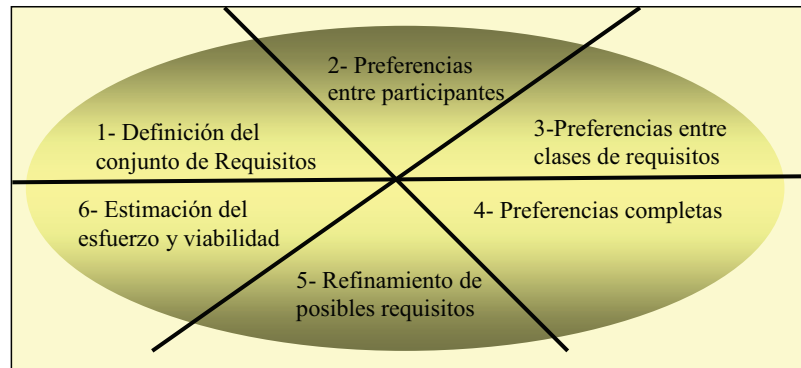 1- Definición del
conjunto de Requisitos
2- Preferencias
entre participantes
3-Preferencias entre
clases de requisitos
4- Preferencias completas
5- Refinamiento de
posibles requisitos
6- Estimación del
esfuerzo y viabilidad